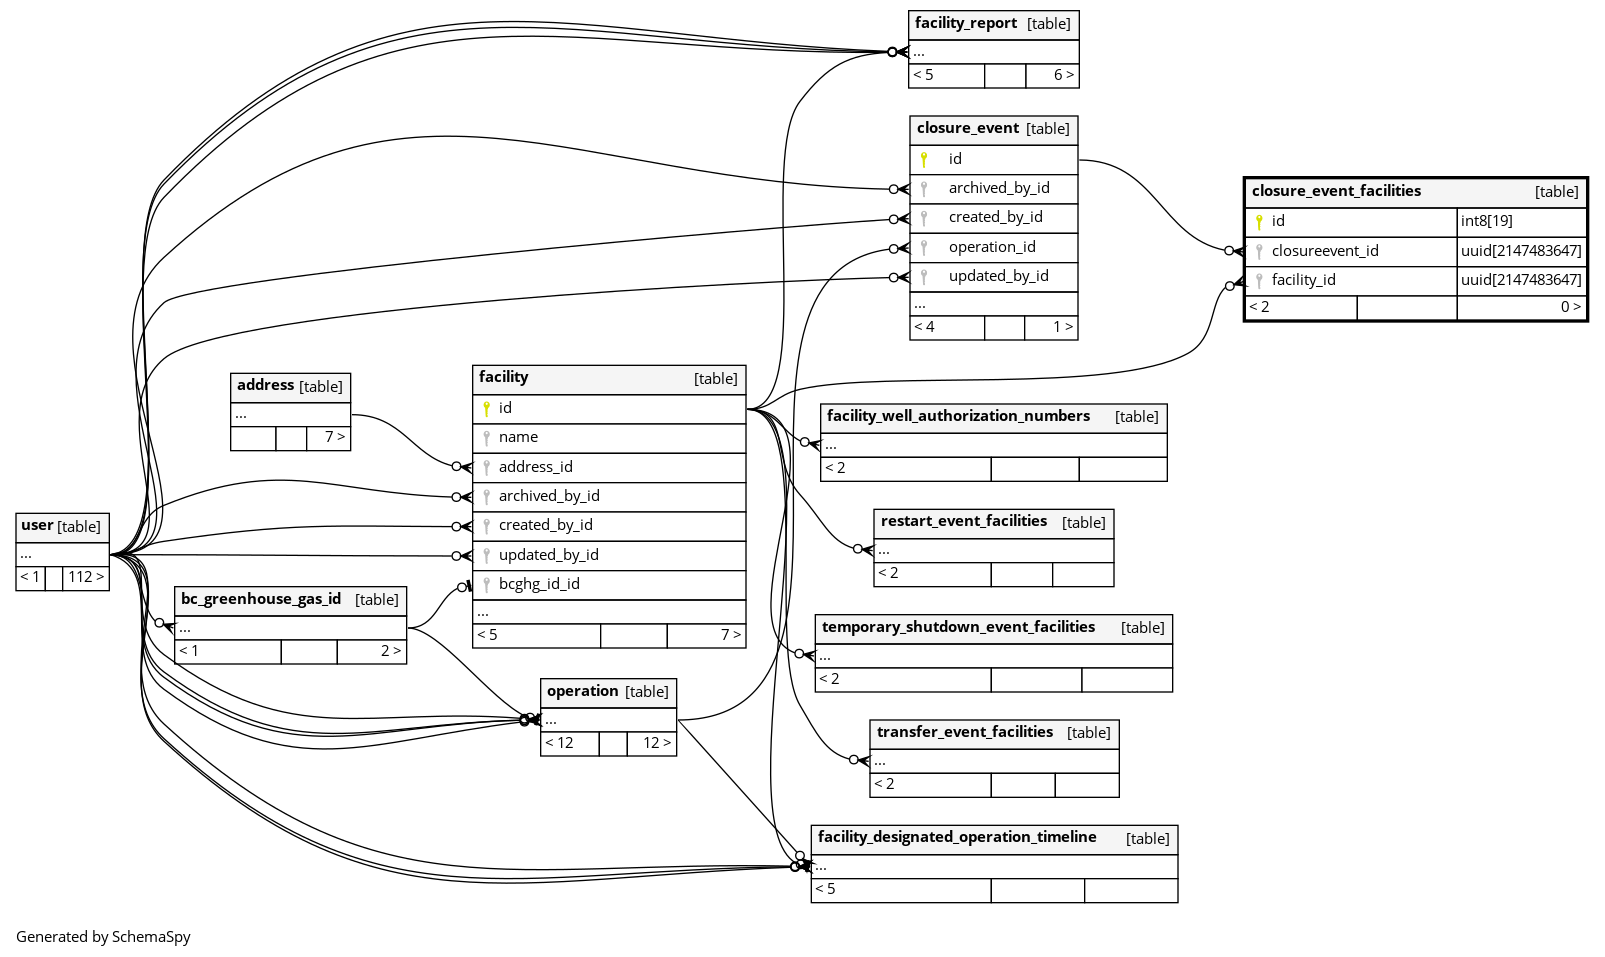 facility_report [table]
...
< 5 6 >
closure_event [table]
id
archived_by_id
created_by_id
operation_id
updated_by_id
...
< 4 1 >
closure_event_facilities [table]
id int8[19]
closureevent_id uuid[2147483647]
facility_id uuid[2147483647]
< 2 0 >
address [table]
...
7 >
facility [table]
id
name
address_id
archived_by_id
created_by_id
updated_by_id
bcghg_id_id
...
< 5 7 >
facility_well_authorization_numbers [table]
...
< 2
user [table]
...
< 1 112 >
restart_event_facilities [table]
...
< 2
bc_greenhouse_gas_id [table]
...
< 1 2 >
temporary_shutdown_event_facilities [table]
...
< 2
operation [table]
...
< 12 12 >
transfer_event_facilities [table]
...
< 2
facility_designated_operation_timeline [table]
...
< 5
Generated by SchemaSpy